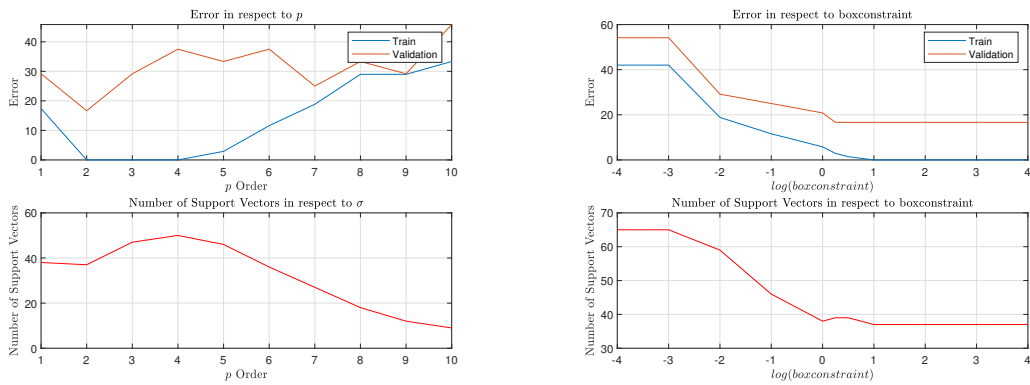 Error in respect to p
Error
40
30
20
10
0
Train
Validation
1 2 3 4 5 6 7 8 9 10
p Order
Error in respect to boxconstraint
Error
60
40
20
0
Train
Validation
-4 -3 -2 -1 0 1 2 3 4
log(boxconstraint)
Number of Support Vectors in respect to σ
Number of Support Vectors
60
40
20
0
1 2 3 4 5 6 7 8 9 10
p Order
Number of Support Vectors in respect to boxconstraint
Number of Support Vectors
70
60
50
40
30
-4 -3 -2 -1 0 1 2 3 4
log(boxconstraint)